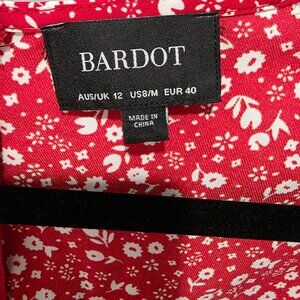 BARDOT
AUS/UK 12 US8/M EUR 40
MADE IN
CHINA